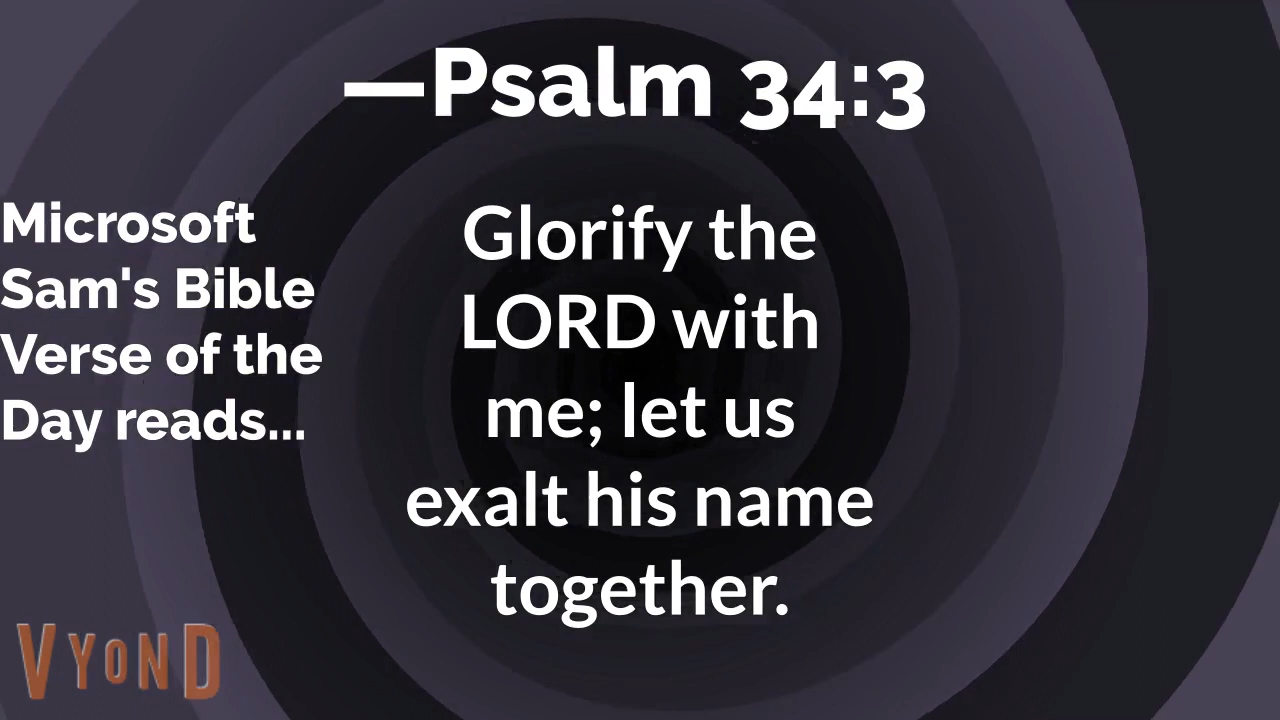 —Psalm 34:3
Microsoft
Sam's Bible
Verse of the
Day reads...
Glorify the
LORD with
me; let us
exalt his name
together.
VYOND